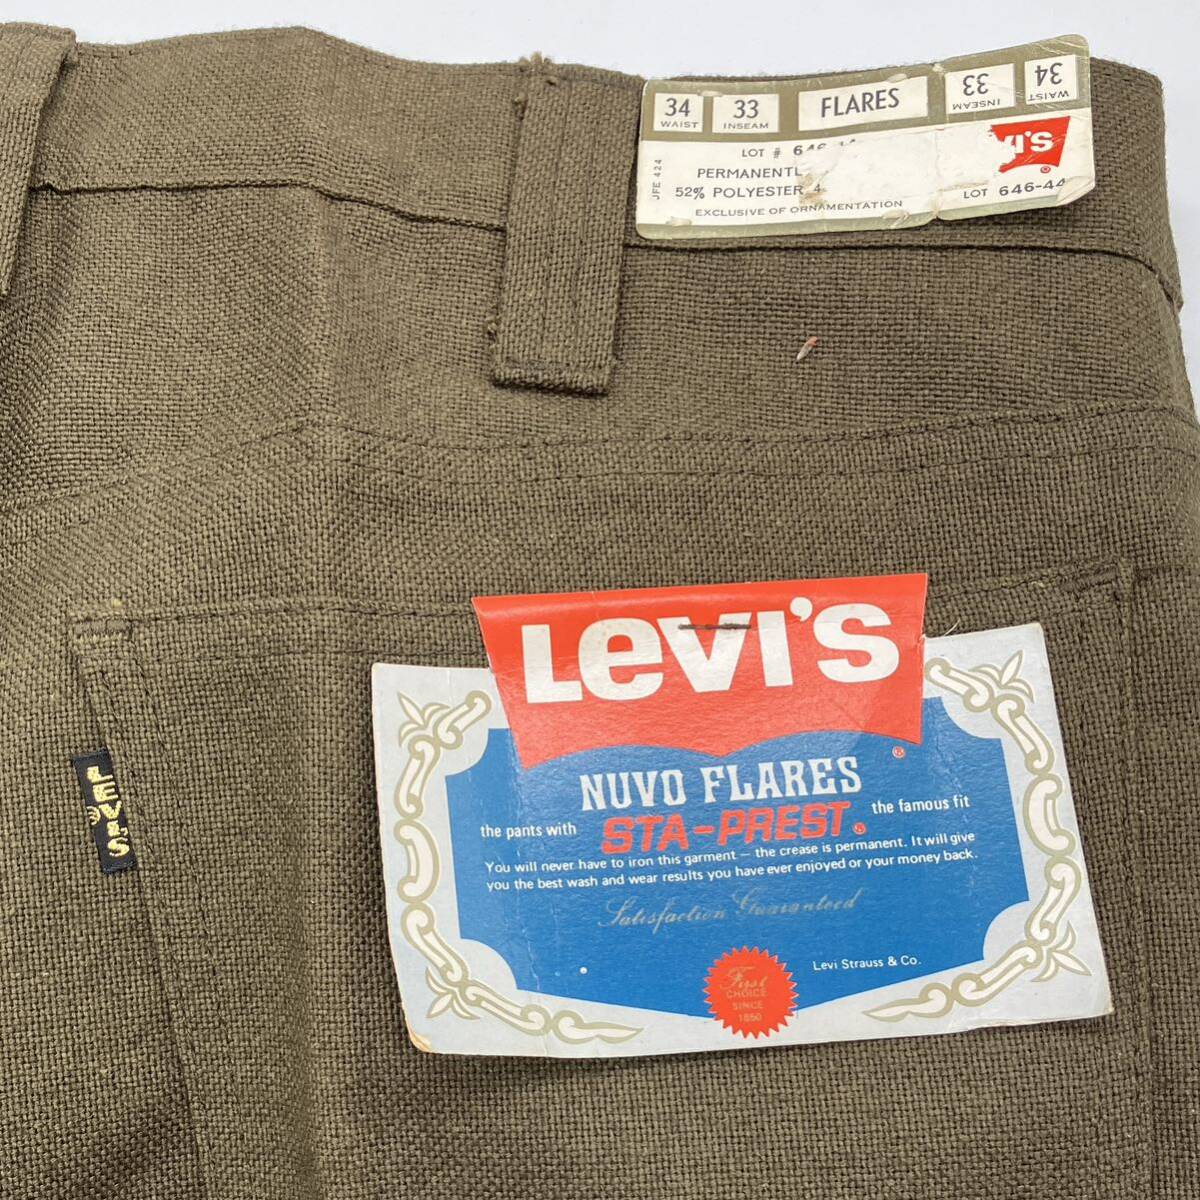 34 33 FLARES INSEAM 33 WAIST 34
WAIST INSEAM
LOT #
LEVI'S
JFE 424
52% POLYESTER
LOT 646-44
EXCLUSIVE OF ORNAMENTATION
LEVI'S
®
NUVO FLARES
the pants with STA-PREST® the famous fit
You will never have to iron this garment — the crease is permanent. It will give
you the best wash and wear results you have ever enjoyed or your money back.
Satisfaction Guaranteed
Levi Strauss & Co.
First
CHOICE
SINCE
1850
LEVI'S
®